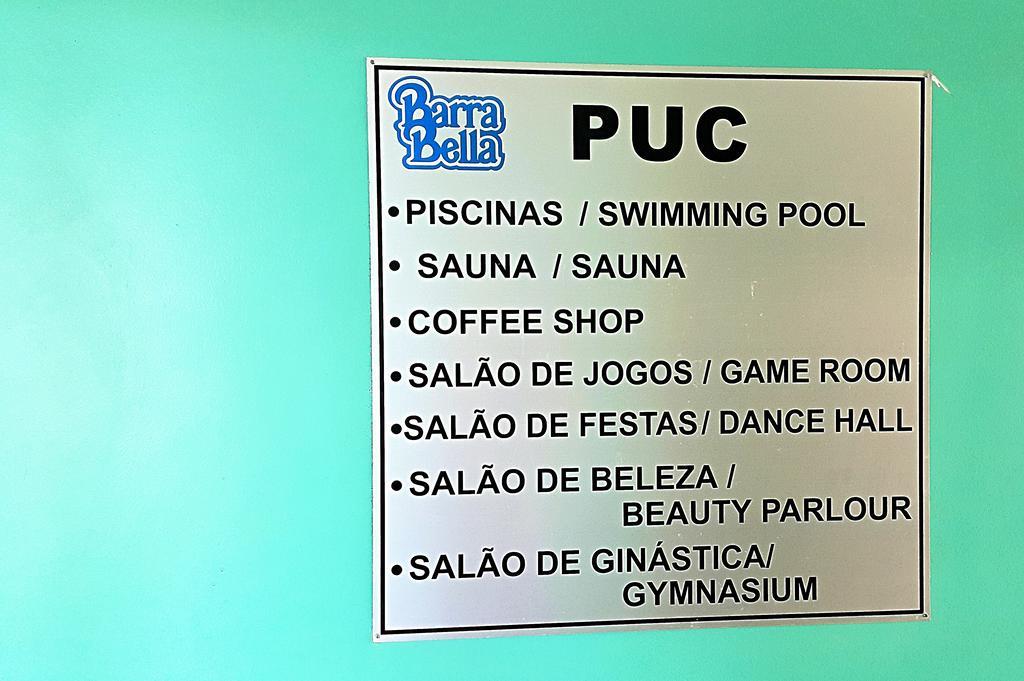 Barra
Bella
PUC
•PISCINAS / SWIMMING POOL
• SAUNA / SAUNA
•COFFEE SHOP
•SALÃO DE JOGOS / GAME ROOM
•SALÃO DE FESTAS/ DANCE HALL
•SALÃO DE BELEZA /
BEAUTY PARLOUR
•SALÃO DE GINÁSTICA/
GYMNASIUM